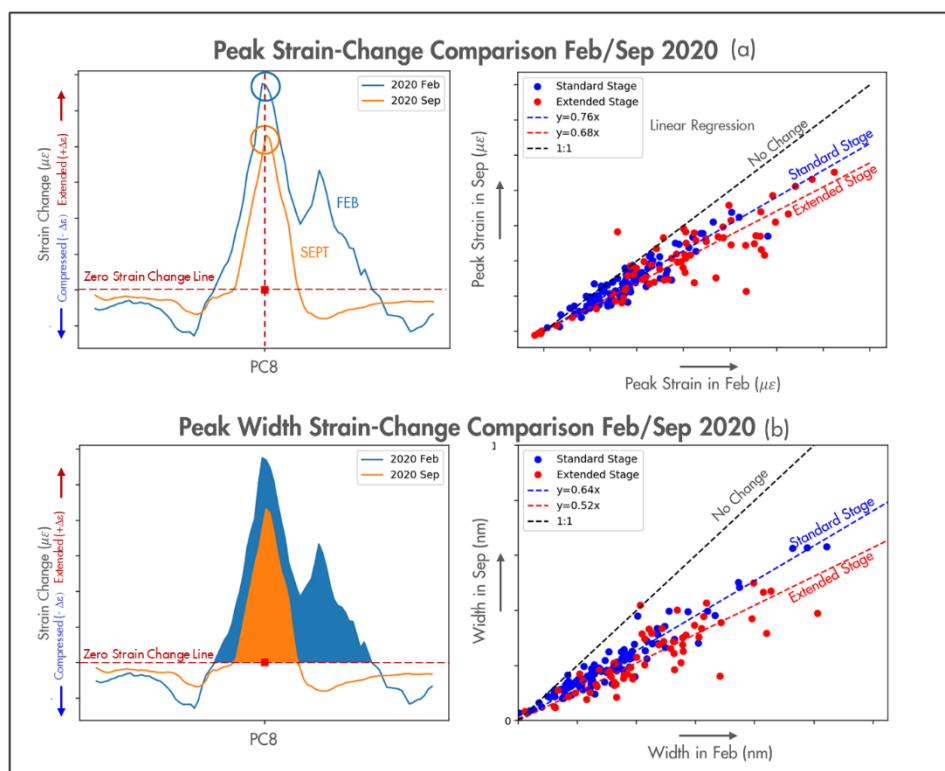 Peak Strain-Change Comparison Feb/Sep 2020 (a)
Strain Change (µε)
Compressed (- Δε) Extended (+Δε)
2020 Feb
2020 Sep
FEB
SEPT
Zero Strain Change Line
PC8
Peak Strain in Sep (µε)
Standard Stage
Extended Stage
y=0.76x
y=0.68x
1:1
Linear Regression
No Change
Standard Stage
Extended Stage
Peak Strain in Feb (µε)
Peak Width Strain-Change Comparison Feb/Sep 2020 (b)
Strain Change (µε)
Compressed (- Δε) Extended (+Δε)
2020 Feb
2020 Sep
Zero Strain Change Line
PC8
Width in Sep (nm)
1
Standard Stage
Extended Stage
y=0.64x
y=0.52x
1:1
No Change
Standard Stage
Extended Stage
0
Width in Feb (nm)